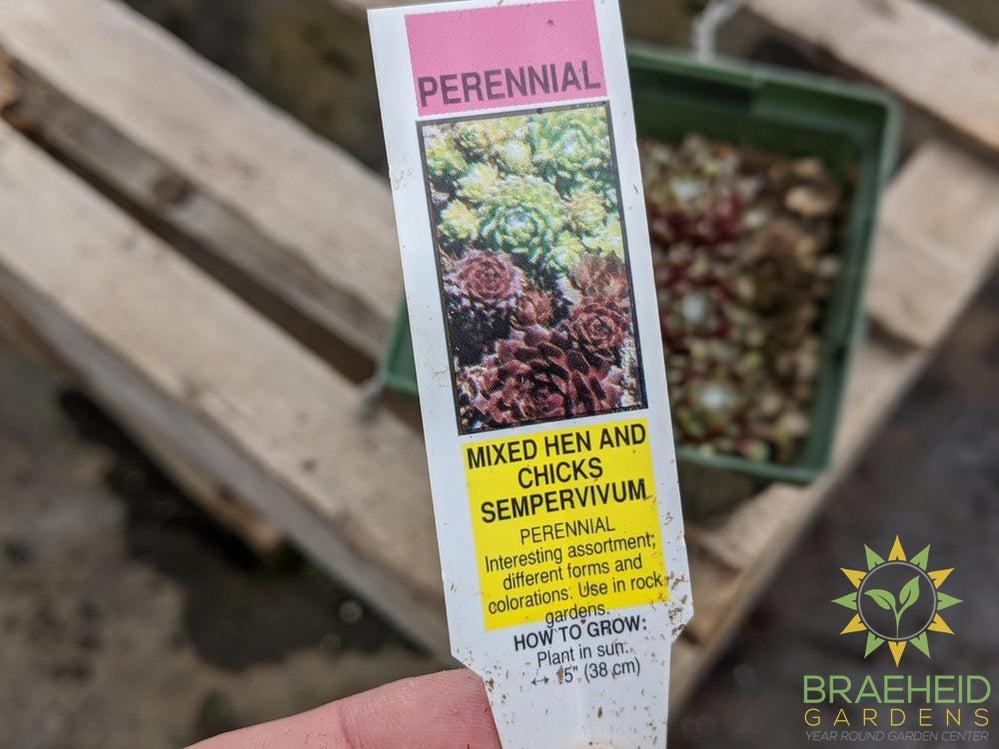 PERENNIAL
MIXED HEN AND
CHICKS
SEMPERVIVUM
PERENNIAL
Interesting assortment;
different forms and
colorations. Use in rock
gardens.
HOW TO GROW:
Plant in sun.
↔ 15" (38 cm)
BRAEHEID
GARDENS
YEAR ROUND GARDEN CENTER